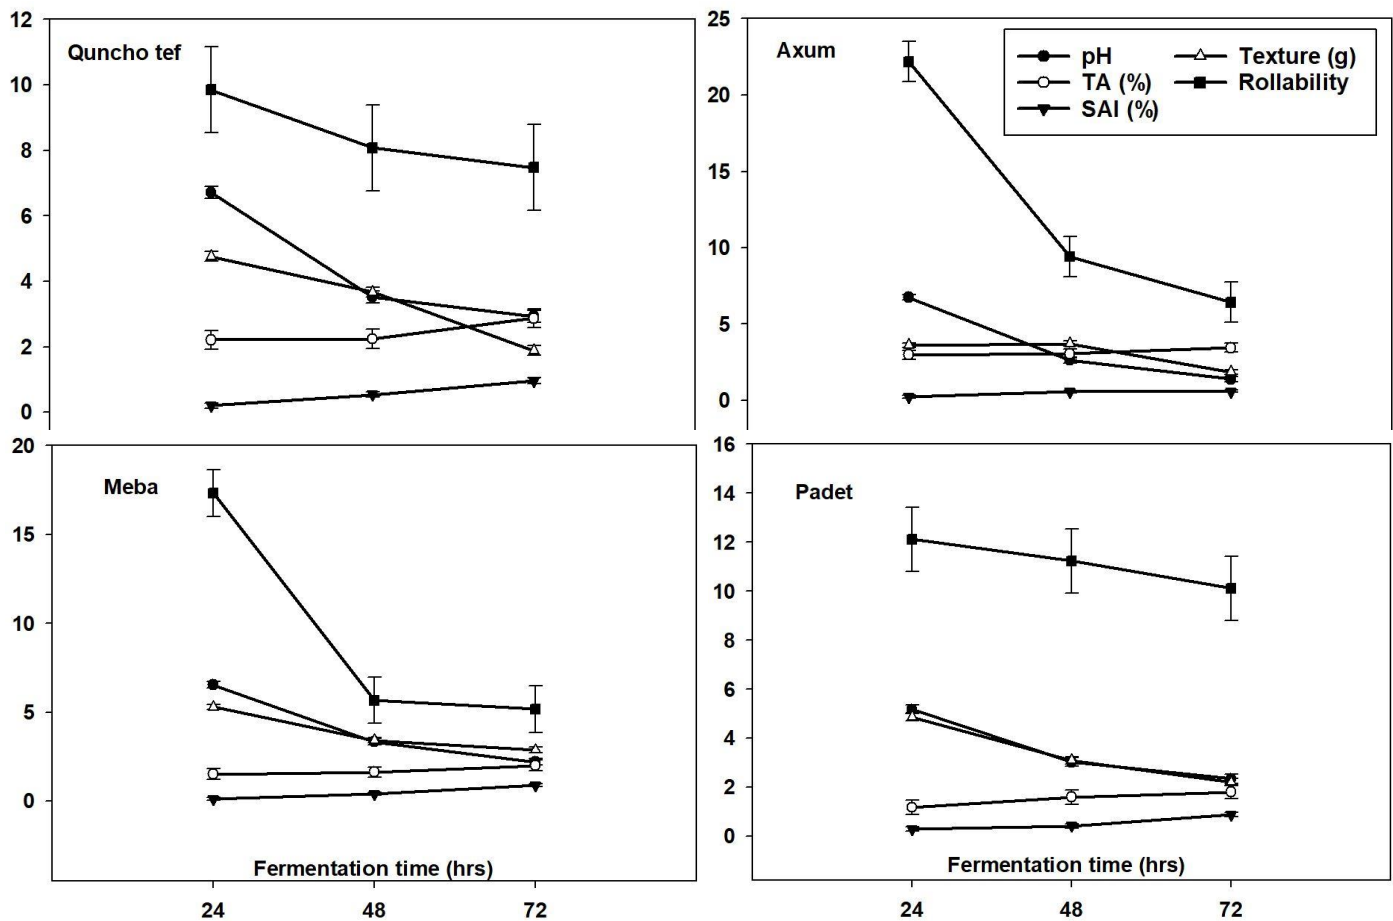 12
10
8
6
4
2
0
Quncho tef
25
20
15
10
5
0
Axum
pH
TA (%)
SAI (%)
Texture (g)
Rollability
20
15
10
5
0
Meba
Fermentation time (hrs)
24 48 72
16
14
12
10
8
6
4
2
0
Padet
Fermentation time (hrs)
24 48 72